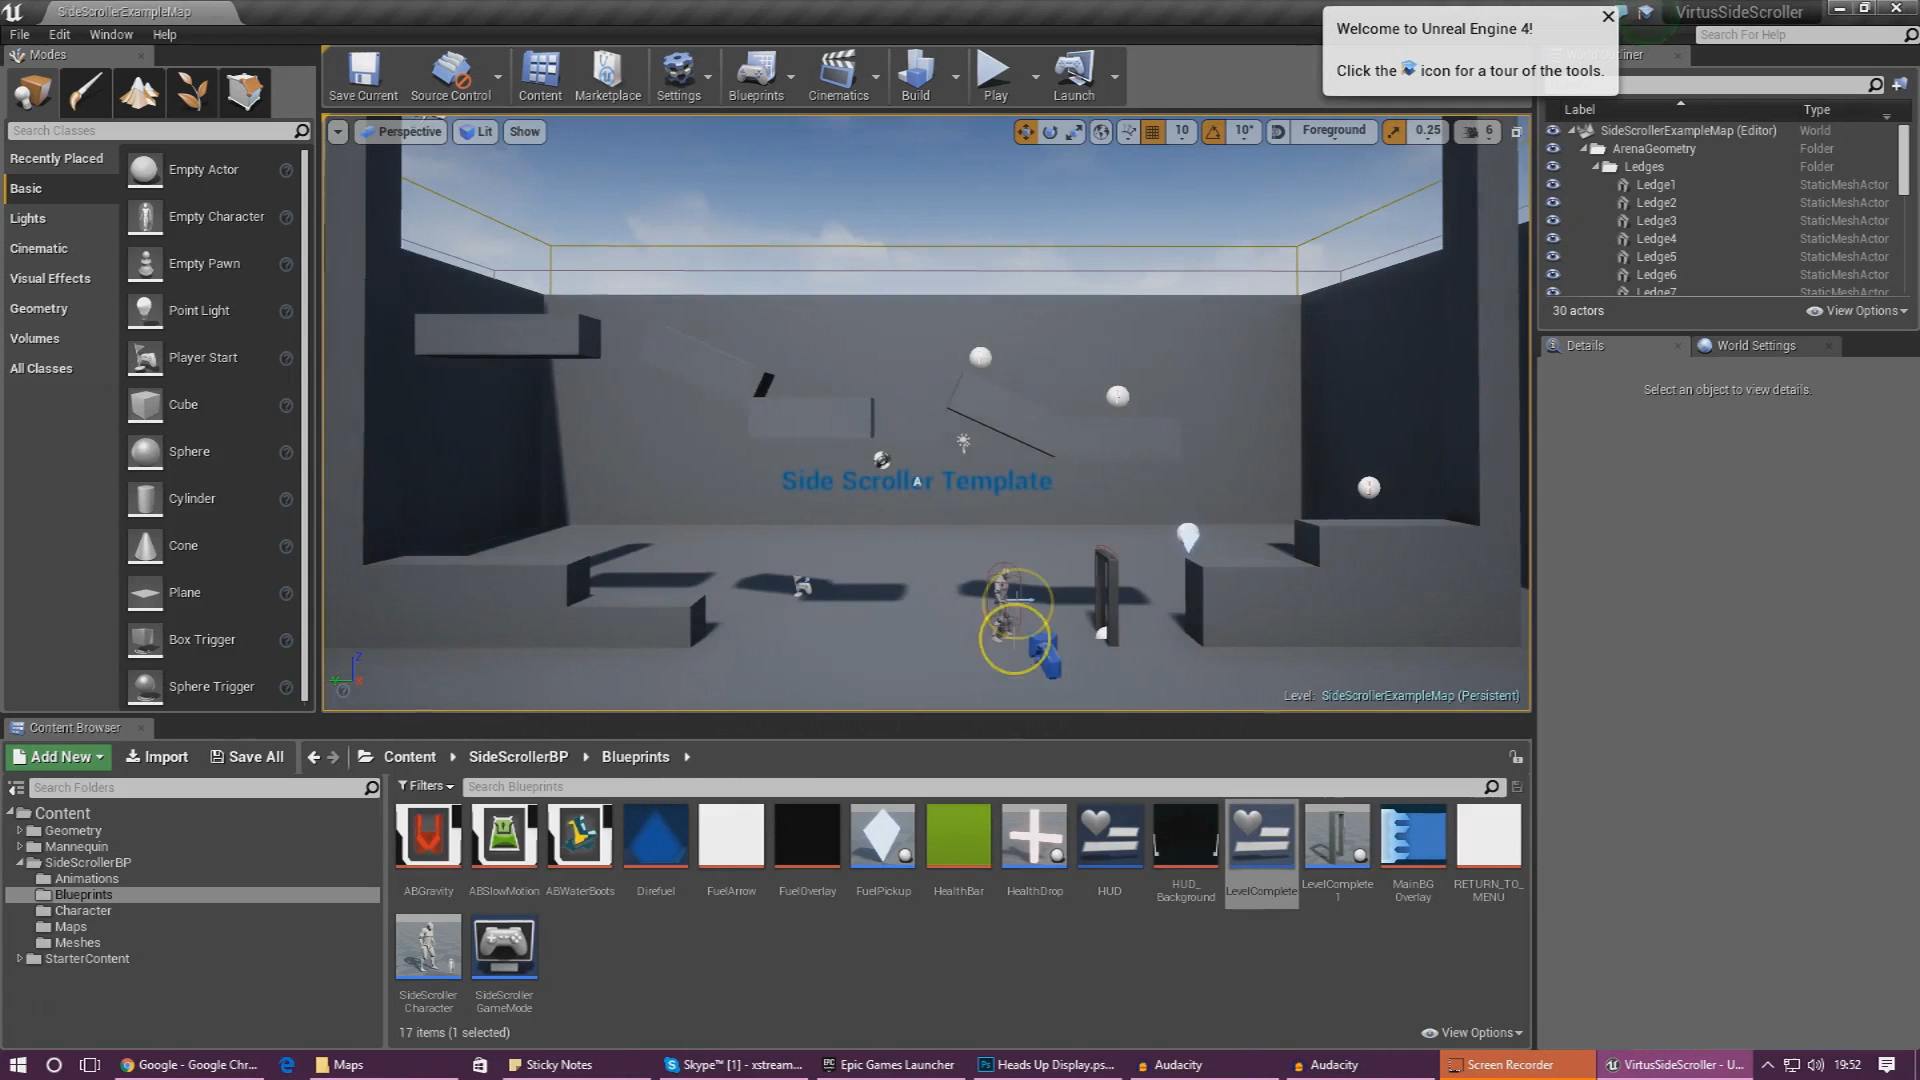 SideScrollerExampleMap
VirtusSideScroller
File Edit Window Help
Search For Help
Welcome to Unreal Engine 4!
Click the icon for a tour of the tools.
Modes
World Outliner
Save Current
Source Control
Content
Marketplace
Settings
Blueprints
Cinematics
Build
Play
Launch
Search Classes
Recently Placed
Basic
Lights
Cinematic
Visual Effects
Geometry
Volumes
All Classes
Empty Actor
Empty Character
Empty Pawn
Point Light
Player Start
Cube
Sphere
Cylinder
Cone
Plane
Box Trigger
Sphere Trigger
Perspective Lit Show
10 10° Foreground 0.25 6
Side Scroller Template
Level: SideScrollerExampleMap (Persistent)
Label Type
SideScrollerExampleMap (Editor) World
ArenaGeometry Folder
Ledges Folder
Ledge1 StaticMeshActor
Ledge2 StaticMeshActor
Ledge3 StaticMeshActor
Ledge4 StaticMeshActor
Ledge5 StaticMeshActor
Ledge6 StaticMeshActor
Ledge7 StaticMeshActor
30 actors View Options
Details World Settings
Select an object to view details.
Content Browser
Add New Import Save All Content SideScrollerBP Blueprints
Search Folders
Filters Search Blueprints
Content
Geometry
Mannequin
SideScrollerBP
Animations
Blueprints
Character
Maps
Meshes
StarterContent
ABGravity
ABSlowMotion
ABWaterBoots
Direfuel
FuelArrow
FuelOverlay
FuelPickup
HealthBar
HealthDrop
HUD
HUD_
Background
LevelComplete
LevelComplete
1
MainBG
Overlay
RETURN_TO_
MENU
SideScroller
Character
SideScroller
GameMode
17 items (1 selected) View Options
Google - Google Chr...
Maps
Sticky Notes
Skype™ [1] - xstream...
Epic Games Launcher
Heads Up Display.ps...
Audacity
Audacity
Screen Recorder
VirtusSideScroller - U...
19:52